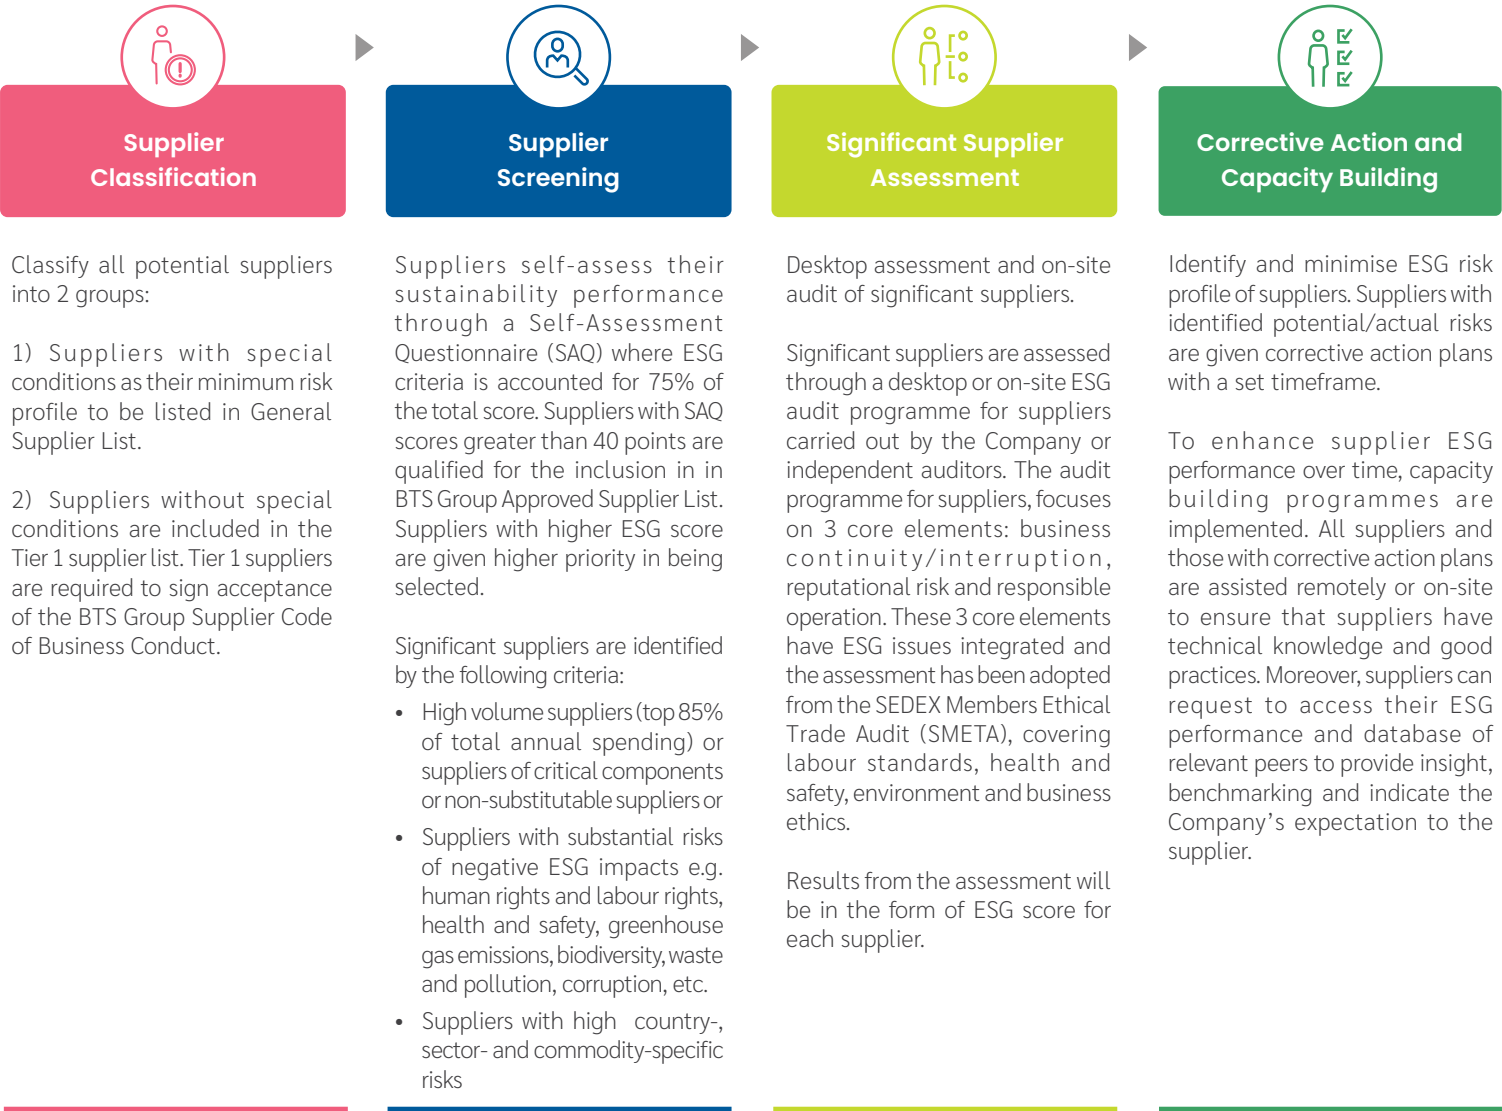 Supplier
Classification
Classify all potential suppliers
into 2 groups:
1) Suppliers with special
conditions as their minimum risk
profile to be listed in General
Supplier List.
2) Suppliers without special
conditions are included in the
Tier 1 supplier list. Tier 1 suppliers
are required to sign acceptance
of the BTS Group Supplier Code
of Business Conduct.
Supplier
Screening
Suppliers self-assess their
sustainability performance
through a Self-Assessment
Questionnaire (SAQ) where ESG
criteria is accounted for 75% of
the total score. Suppliers with SAQ
scores greater than 40 points are
qualified for the inclusion in in
BTS Group Approved Supplier List.
Suppliers with higher ESG score
are given higher priority in being
selected.
Significant suppliers are identified
by the following criteria:
• High volume suppliers (top 85%
of total annual spending) or
suppliers of critical components
or non-substitutable suppliers or
• Suppliers with substantial risks
of negative ESG impacts e.g.
human rights and labour rights,
health and safety, greenhouse
gas emissions, biodiversity, waste
and pollution, corruption, etc.
• Suppliers with high country-,
sector- and commodity-specific
risks
Significant Supplier
Assessment
Desktop assessment and on-site
audit of significant suppliers.
Significant suppliers are assessed
through a desktop or on-site ESG
audit programme for suppliers
carried out by the Company or
independent auditors. The audit
programme for suppliers, focuses
on 3 core elements: business
continuity/interruption,
reputational risk and responsible
operation. These 3 core elements
have ESG issues integrated and
the assessment has been adopted
from the SEDEX Members Ethical
Trade Audit (SMETA), covering
labour standards, health and
safety, environment and business
ethics.
Results from the assessment will
be in the form of ESG score for
each supplier.
Corrective Action and
Capacity Building
Identify and minimise ESG risk
profile of suppliers. Suppliers with
identified potential/actual risks
are given corrective action plans
with a set timeframe.
To enhance supplier ESG
performance over time, capacity
building programmes are
implemented. All suppliers and
those with corrective action plans
are assisted remotely or on-site
to ensure that suppliers have
technical knowledge and good
practices. Moreover, suppliers can
request to access their ESG
performance and database of
relevant peers to provide insight,
benchmarking and indicate the
Company's expectation to the
supplier.